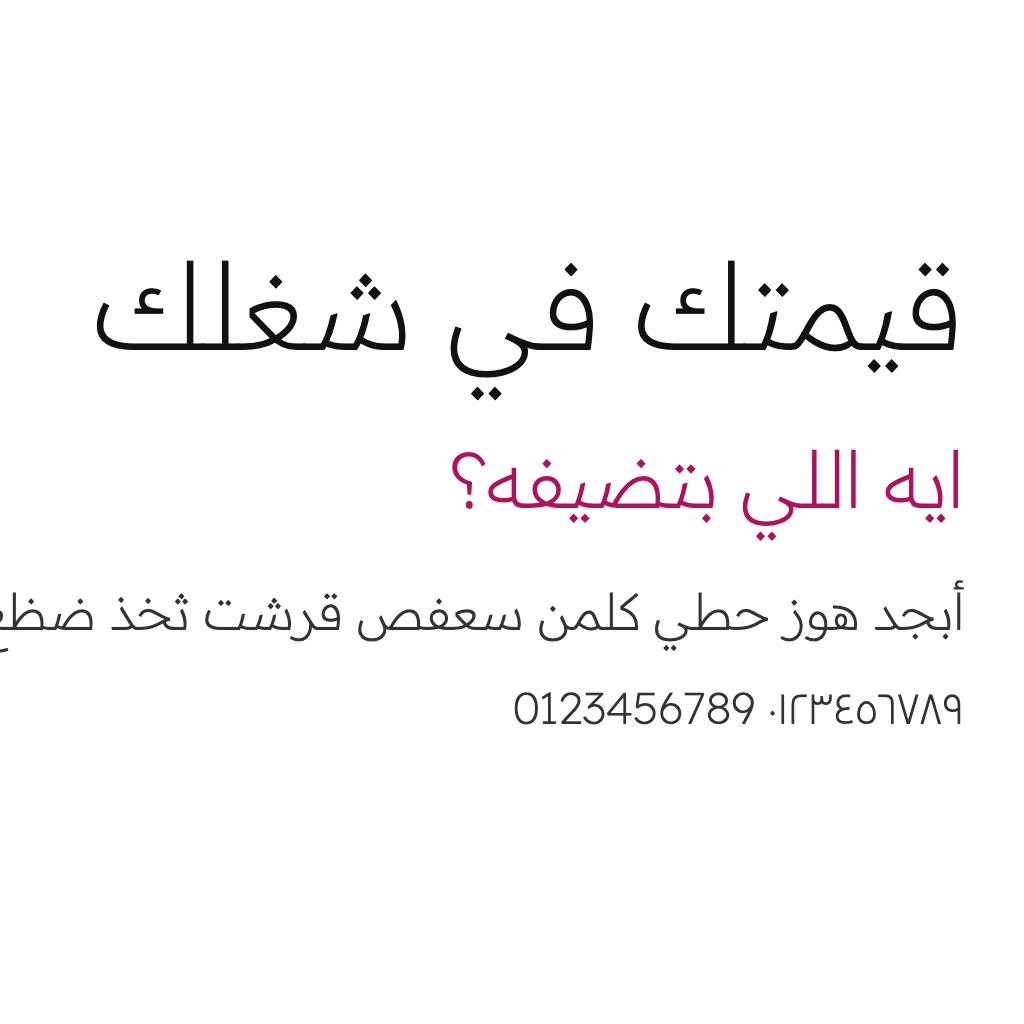 قيمتك في شغلك
ايه اللي بتضيفه؟
أبجد هوز حطي كلمن سعفص قرشت ثخذ
٠١٢٣٤٥٦٧٨٩ 0123456789